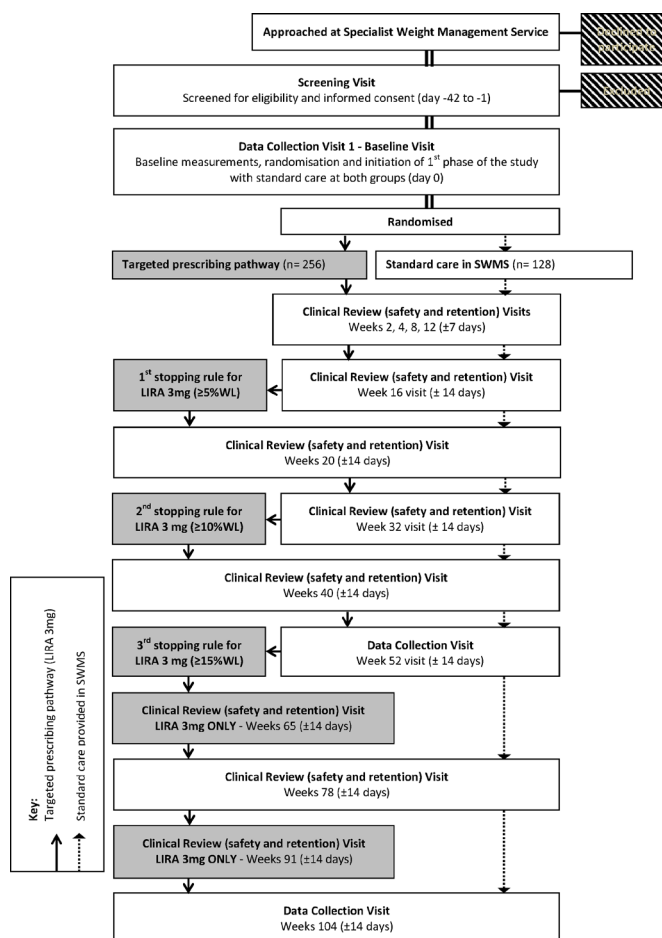 Approached at Specialist Weight Management Service
Declined to
participate
Screening Visit
Screened for eligibility and informed consent (day -42 to -1)
Excluded
Data Collection Visit 1 - Baseline Visit
Baseline measurements, randomisation and initiation of 1st phase of the study
with standard care at both groups (day 0)
Randomised
Targeted prescribing pathway (n= 256)
Standard care in SWMS (n= 128)
Clinical Review (safety and retention) Visits
Weeks 2, 4, 8, 12 (±7 days)
1st stopping rule for
LIRA 3mg (≥5%WL)
Clinical Review (safety and retention) Visit
Week 16 visit (± 14 days)
Clinical Review (safety and retention) Visit
Weeks 20 (±14 days)
2nd stopping rule for
LIRA 3 mg (≥10%WL)
Clinical Review (safety and retention) Visit
Week 32 visit (± 14 days)
Clinical Review (safety and retention) Visit
Weeks 40 (±14 days)
3rd stopping rule for
LIRA 3 mg (≥15%WL)
Data Collection Visit
Week 52 visit (± 14 days)
Clinical Review (safety and retention) Visit
LIRA 3mg ONLY - Weeks 65 (±14 days)
Clinical Review (safety and retention) Visit
Weeks 78 (±14 days)
Clinical Review (safety and retention) Visit
LIRA 3mg ONLY - Weeks 91 (±14 days)
Data Collection Visit
Weeks 104 (±14 days)
Key:
Targeted prescribing pathway (LIRA 3mg)
Standard care provided in SWMS